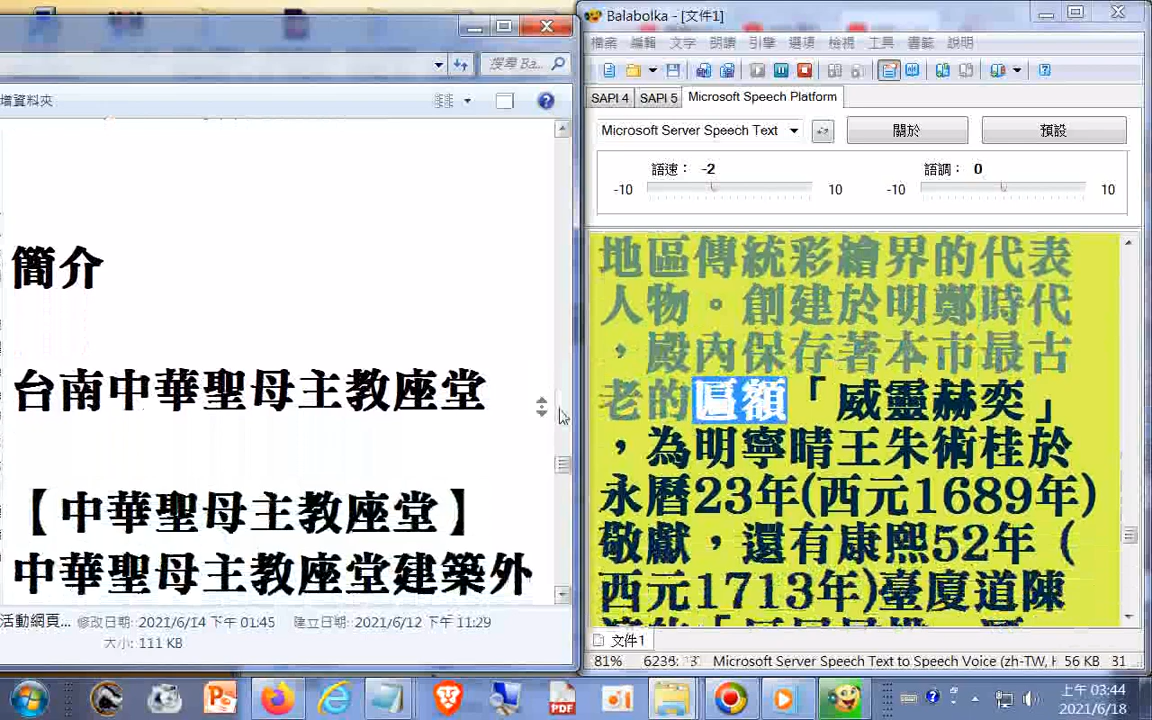 搜尋 Ba...
增資料夾
簡介
台南中華聖母主教座堂
【中華聖母主教座堂】
中華聖母主教座堂建築外
活動網頁... 修改日期: 2021/6/14 下午 01:45 建立日期: 2021/6/12 下午 11:29
大小: 111 KB
Balabolka - [文件1]
檔案 編輯 文字 朗讀 引擎 選項 檢視 工具 書籤 說明
SAPI 4 SAPI 5 Microsoft Speech Platform
Microsoft Server Speech Text 關於 預設
語速： -2 語調： 0
-10 10 -10 10
地區傳統彩繪界的代表
人物。創建於明鄭時代
，殿內保存著本市最古
老的匾額「威靈赫奕」
，為明寧晴王朱術桂於
永曆23年(西元1689年)
敬獻，還有康熙52年（
西元1713年)臺廈道陳
文件1
81% Microsoft Server Speech Text to Speech Voice (zh-TW, 56 KB 31
PDF
上午 03:44
2021/6/18